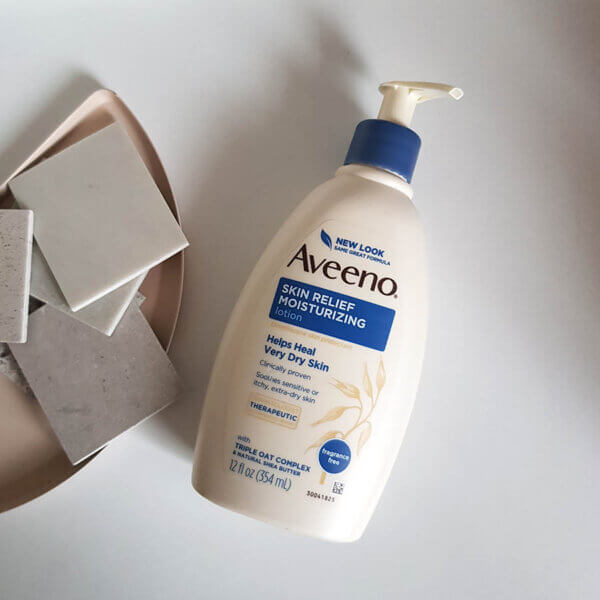 NEW LOOK
SAME GREAT FORMULA
Aveeno®
SKIN RELIEF
MOISTURIZING
lotion
Helps Heal
Very Dry Skin
Clinically proven
Soothes sensitive or
itchy, extra-dry skin
THERAPEUTIC
fragrance
free
with
TRIPLE OAT COMPLEX
& NATURAL SHEA BUTTER
12 fl oz (354 mL)
30041825